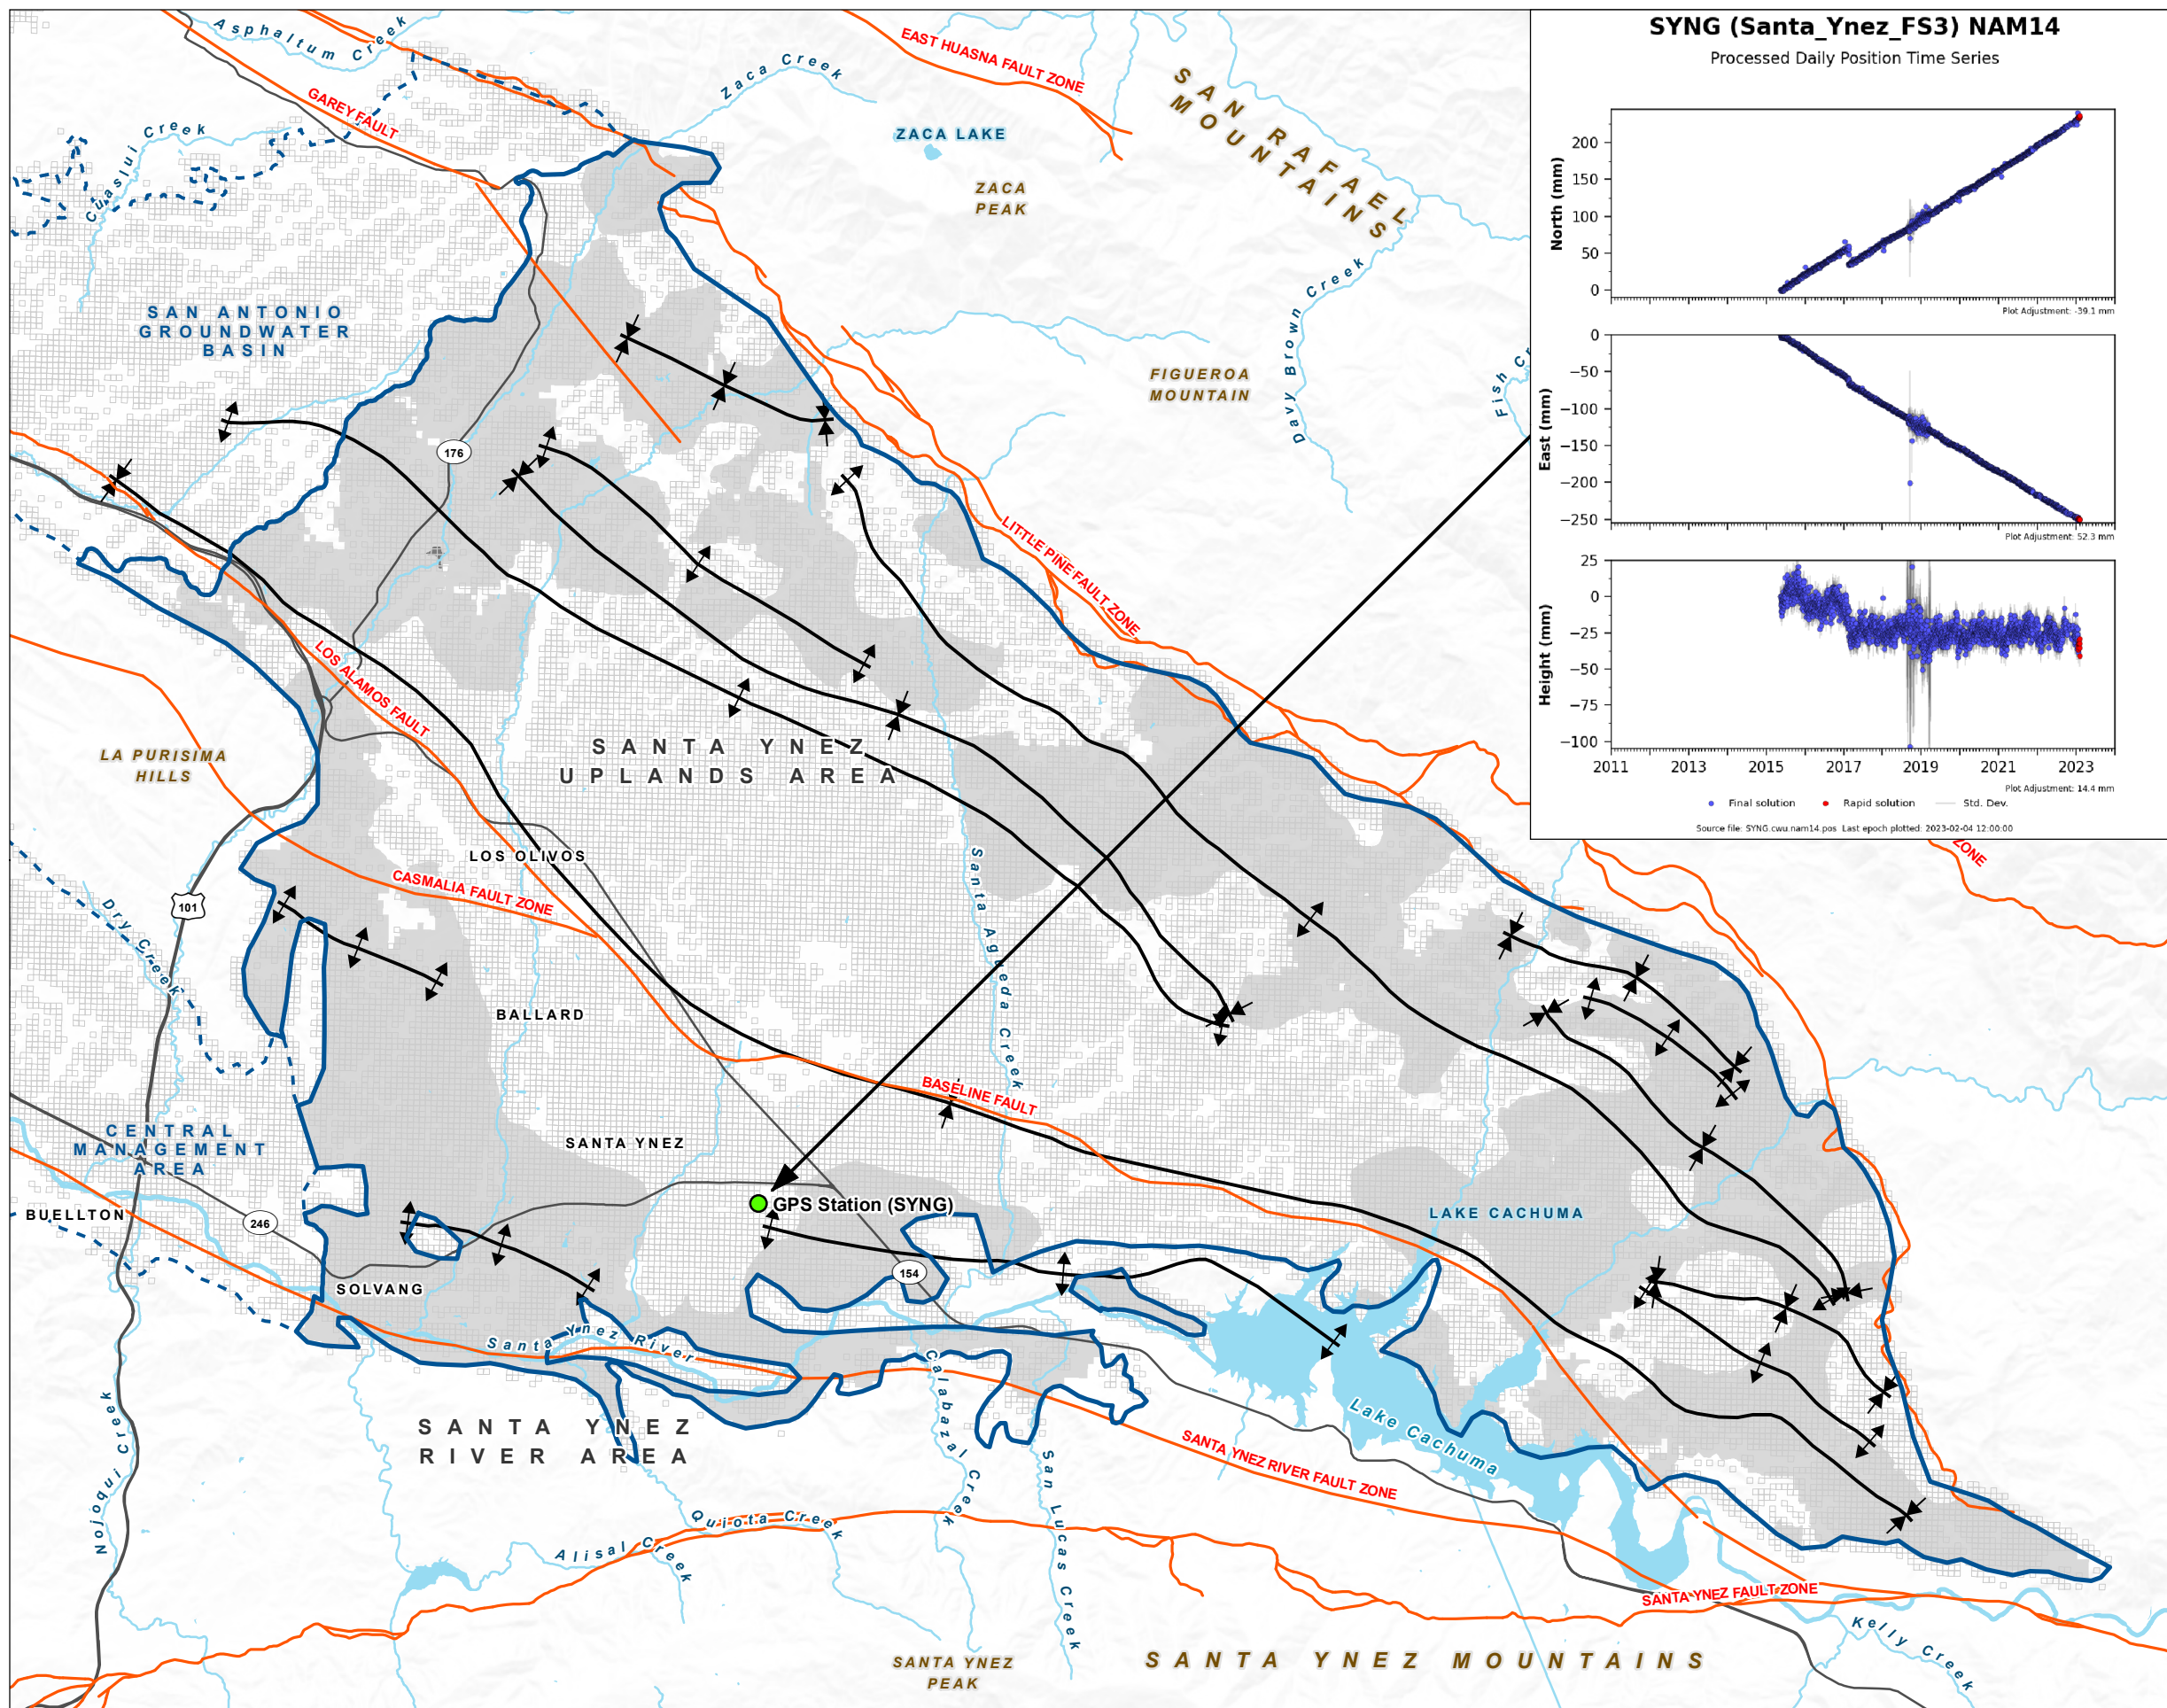 Asphaltum Creek
GAREY FAULT
Cuaslui Creek
Zaca Creek
EAST HUASNA FAULT ZONE
SAN RAFAEL
MOUNTAINS
ZACA LAKE
ZACA
PEAK
SAN ANTONIO
GROUNDWATER
BASIN
FIGUEROA
MOUNTAIN
Davy Brown Creek
Fish Cr
176
LITTLE PINE FAULT ZONE
LOS ALAMOS FAULT
LA PURISIMA
HILLS
SANTA YNEZ
UPLANDS AREA
LOS OLIVOS
CASMALIA FAULT ZONE
101
Dry Creek
BALLARD
Santa Agueda Creek
BASELINE FAULT
CENTRAL
MANAGEMENT
AREA
SANTA YNEZ
GPS Station (SYNG)
LAKE CACHUMA
BUELLTON
246
154
SOLVANG
Santa Ynez River
Calabazal Creek
Lake Cachuma
SANTA YNEZ
RIVER AREA
SANTA YNEZ RIVER FAULT ZONE
San Lucas Creek
Nojoqui Creek
Quiota Creek
Alisal Creek
SANTA YNEZ FAULT ZONE
Kelly Creek
SANTA YNEZ
PEAK
SANTA YNEZ MOUNTAINS
ZONE
SYNG (Santa_Ynez_FS3) NAM14
Processed Daily Position Time Series
North (mm)
200
150
100
50
0
Plot Adjustment: -39.1 mm
East (mm)
0
−50
−100
−150
−200
−250
Plot Adjustment: 52.3 mm
Height (mm)
25
0
−25
−50
−75
−100
2011 2013 2015 2017 2019 2021 2023
Plot Adjustment: 14.4 mm
Final solution Rapid solution Std. Dev.
Source file: SYNG.cwu.nam14.pos Last epoch plotted: 2023-02-04 12:00:00